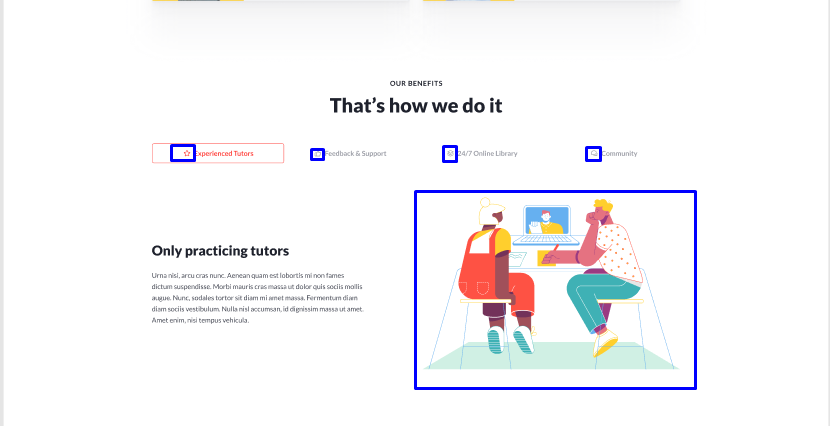 OUR BENEFITS
That's how we do it
Experienced Tutors
Feedback & Support
24/7 Online Library
Community
Only practicing tutors
Urna nisi, arcu cras nunc. Aenean quam est lobortis mi non fames
dictum suspendisse. Morbi mauris cras massa ut dolor quis sociis mollis
augue. Nunc, sodales tortor sit diam mi amet massa. Fermentum diam
diam sociis vestibulum. Nulla nisl accumsan, id dignissim massa ut amet.
Amet enim, nisi tempus vehicula.